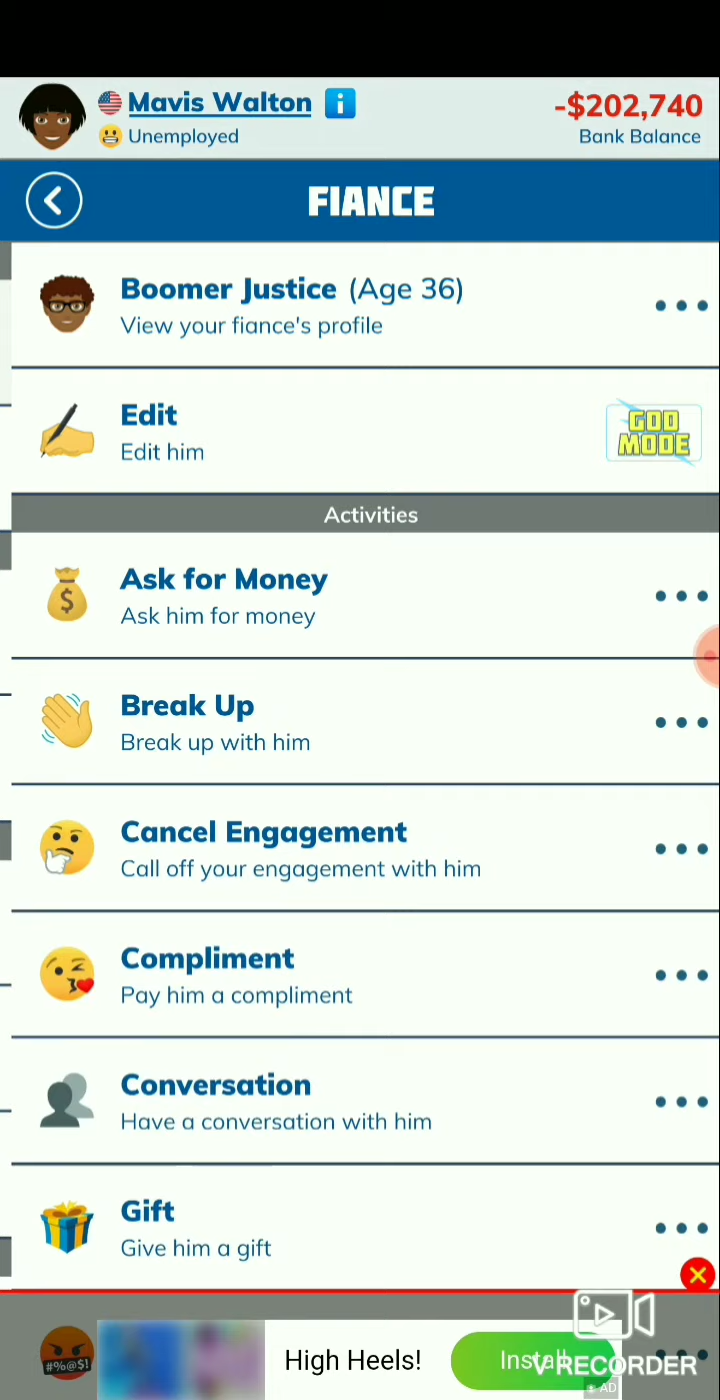 Mavis Walton i
-$202,740
Unemployed
Bank Balance
FIANCE
Boomer Justice (Age 36)
View your fiance's profile
Edit
Edit him
GOD
MODE
Activities
$
Ask for Money
Ask him for money
Break Up
Break up with him
Cancel Engagement
Call off your engagement with him
Compliment
Pay him a compliment
Conversation
Have a conversation with him
Gift
Give him a gift
#%@$!
High Heels!
Install
V RECORDER
AD